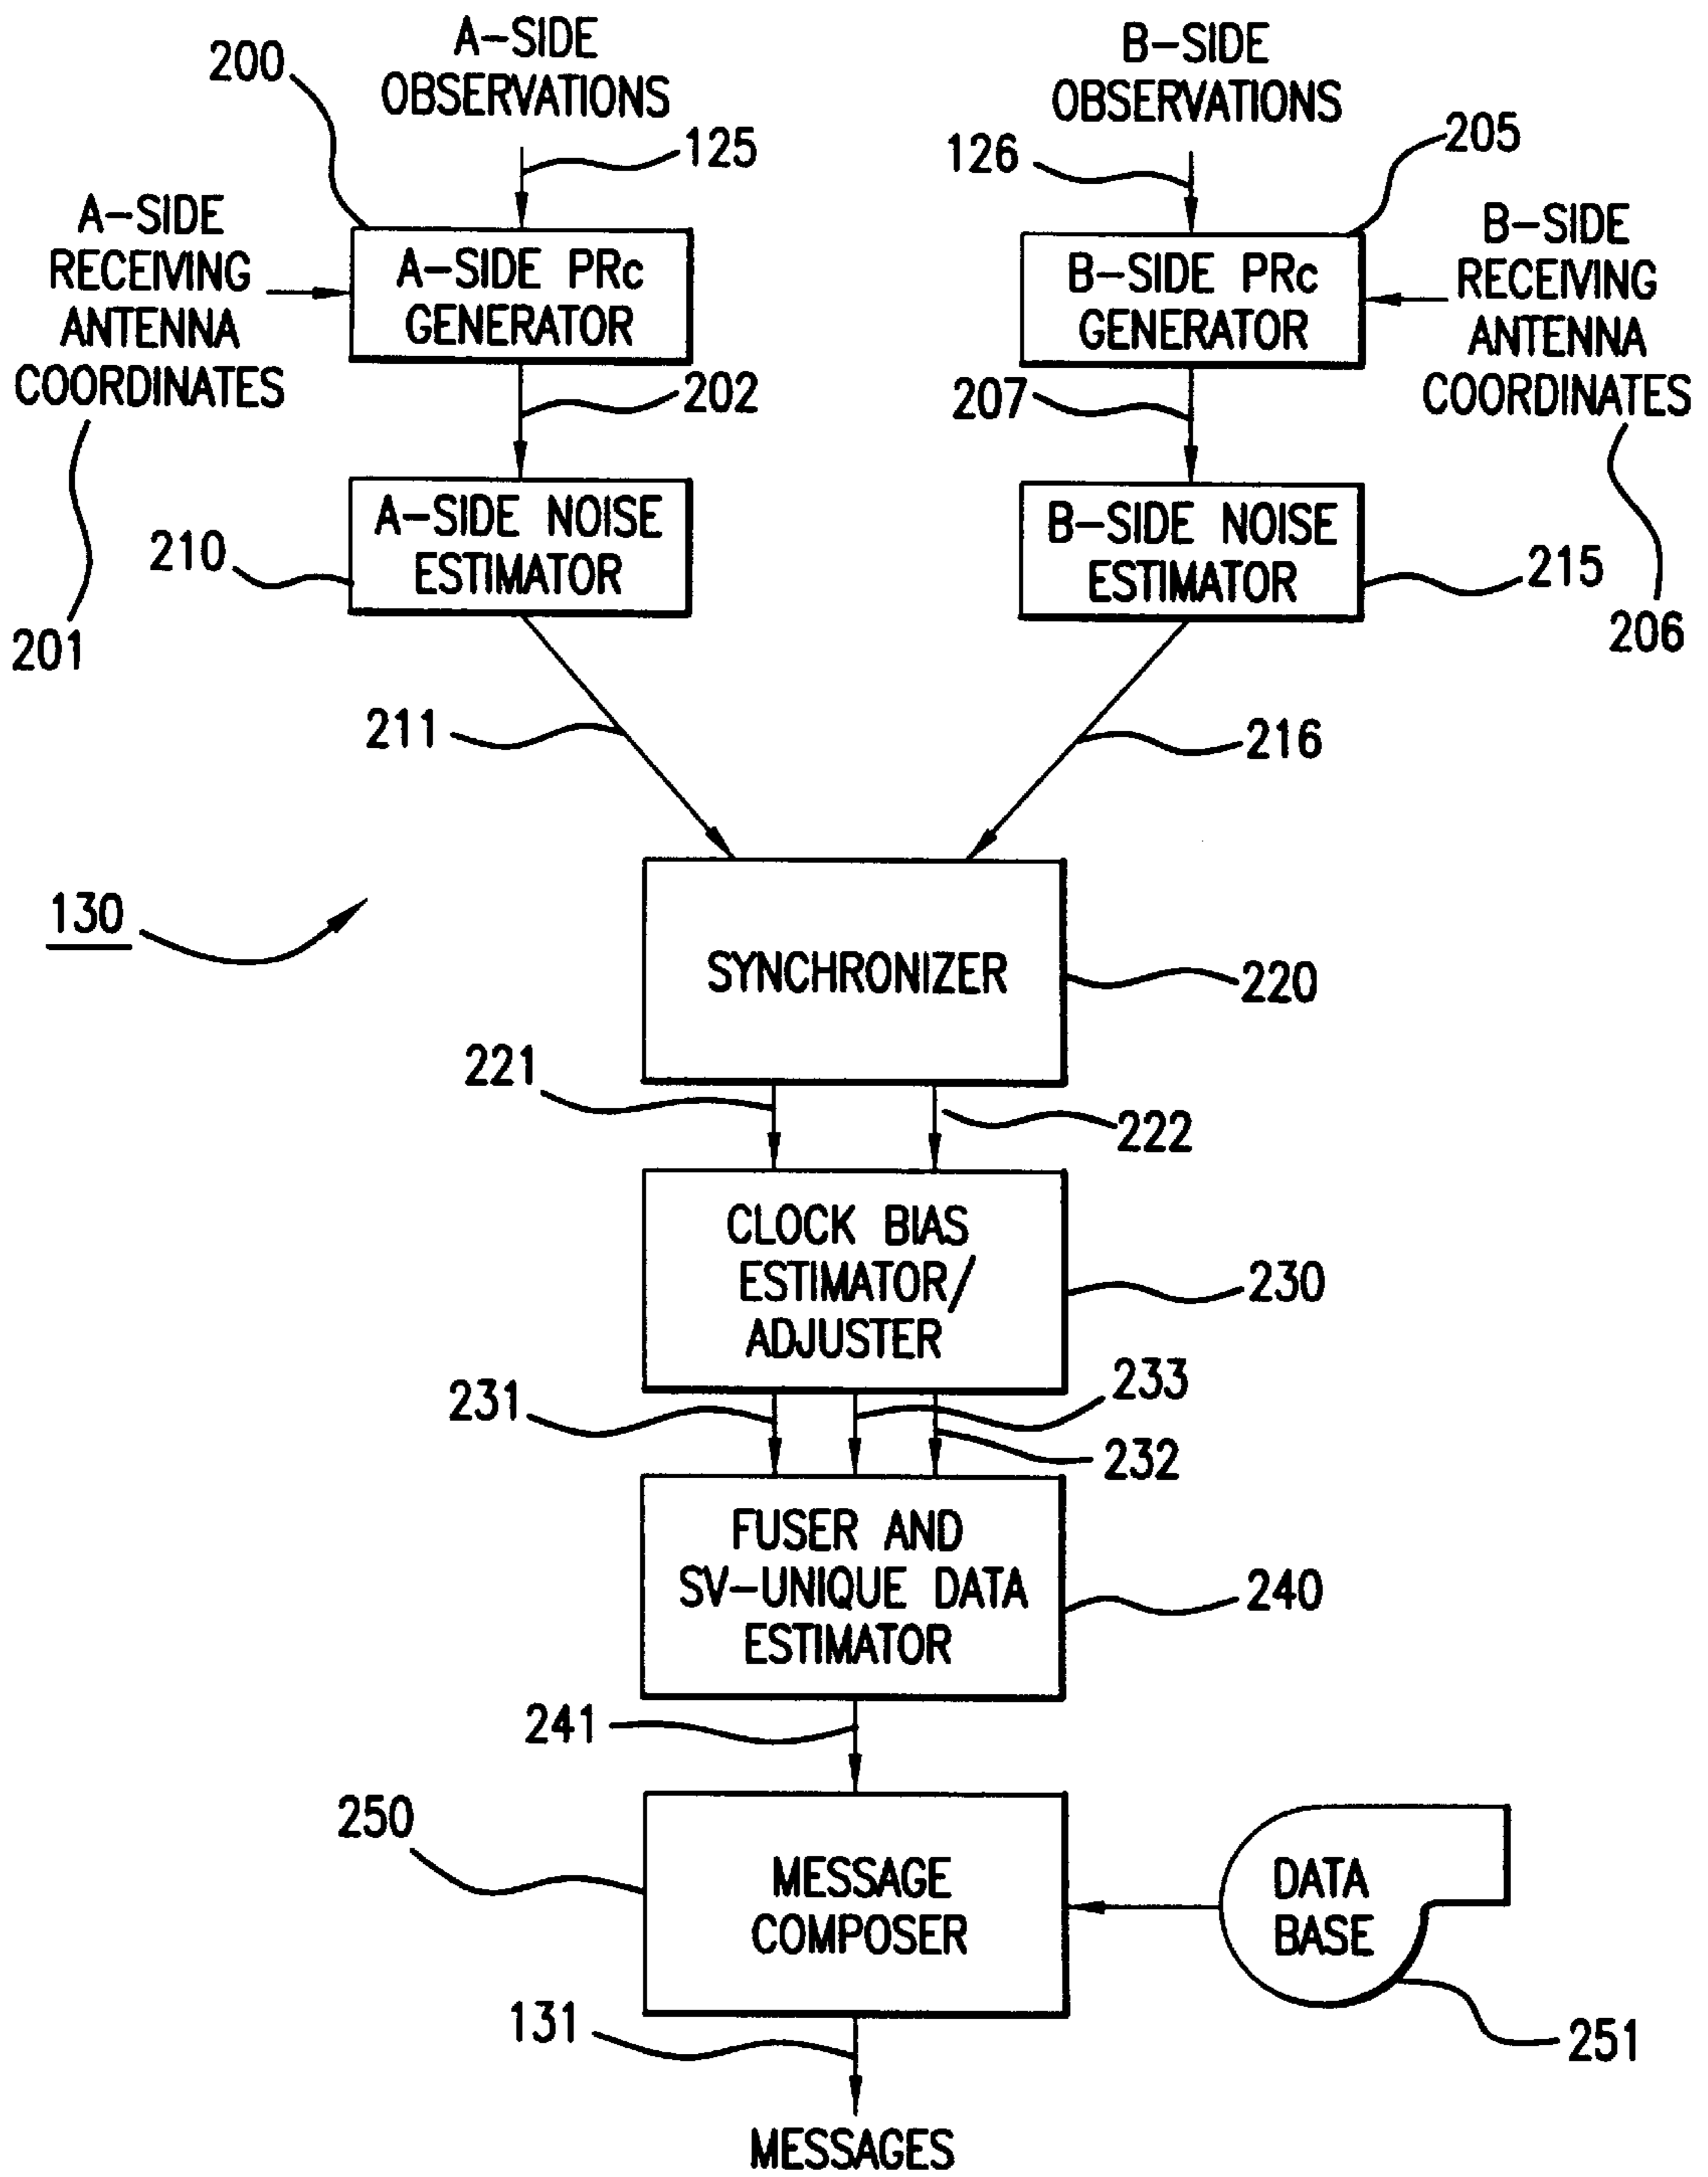 A-SIDE
OBSERVATIONS
B-SIDE
OBSERVATIONS
200
125
126
205
A-SIDE
RECEIVING
ANTENNA
COORDINATES
A-SIDE PRc
GENERATOR
B-SIDE PRc
GENERATOR
B-SIDE
RECEIVING
ANTENNA
COORDINATES
202
207
A-SIDE NOISE
ESTIMATOR
B-SIDE NOISE
ESTIMATOR
210
215
201
206
211
216
130
SYNCHRONIZER
220
221
222
CLOCK BIAS
ESTIMATOR/
ADJUSTER
230
231
233
232
FUSER AND
SV-UNIQUE DATA
ESTIMATOR
240
241
250
MESSAGE
COMPOSER
DATA
BASE
131
251
MESSAGES